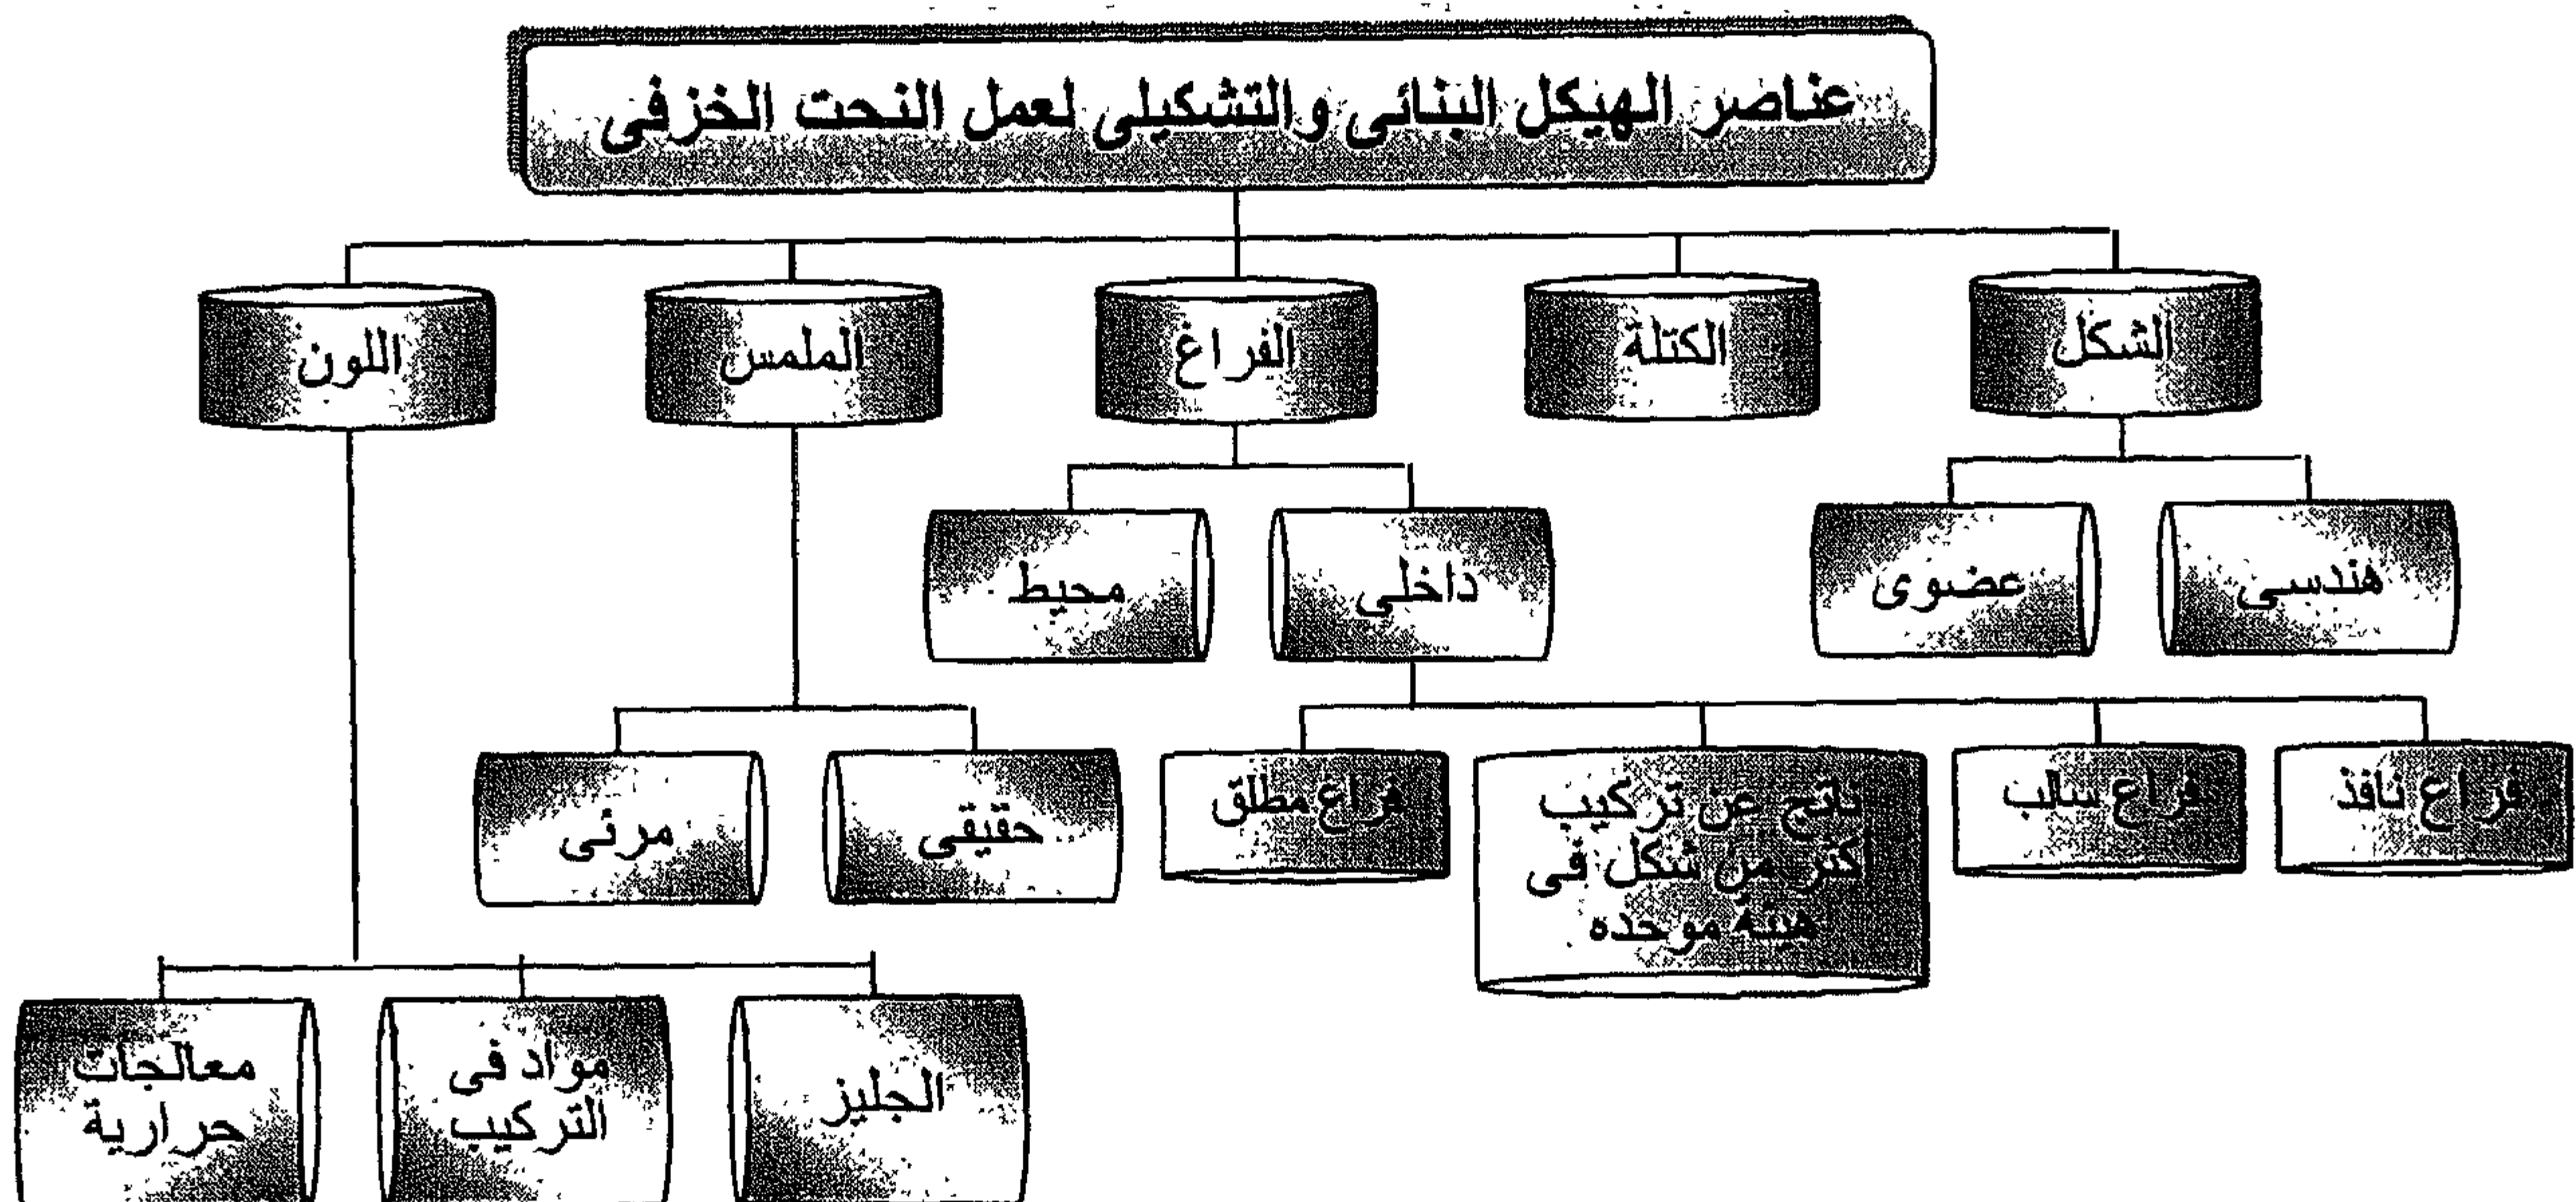 عناصر الهيكل البنائى والتشكيلى لعمل النحت الخزفى
الشكل
الكتلة
الفراغ
الملمس
اللون
هندسى
عضوى
داخلى
محيط
فراغ نافذ
فراغ سالب
ناتج عن تركيب
أكثر من شكل فى
هيئة موحده
فراغ مطلق
حقيقى
مرئى
الجليز
مواد فى
التركيب
معالجات
حرارية